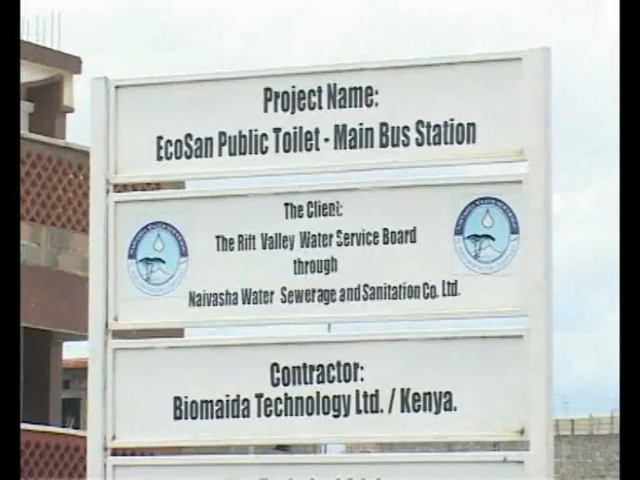 Project Name:
EcoSan Public Toilet - Main Bus Station
The Client:
The Rift Valley Water Service Board
through
Naivasha Water Sewerage and Sanitation Co. Ltd.
Contractor:
Biomaida Technology Ltd. / Kenya.